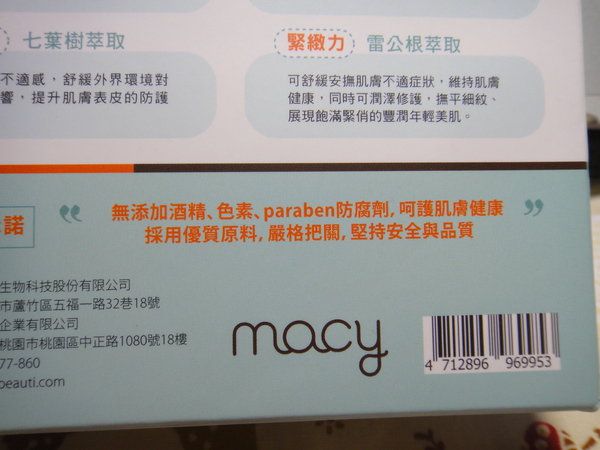 七葉樹萃取
不適感，舒緩外界環境對
響，提升肌膚表皮的防護
緊緻力 雷公根萃取
可舒緩安撫肌膚不適症狀，維持肌膚
健康，同時可潤澤修護，撫平細紋、
展現飽滿緊俏的豐潤年輕美肌。
諾
“ 無添加酒精、色素、paraben防腐劑, 呵護肌膚健康 ”
採用優質原料, 嚴格把關, 堅持安全與品質
生物科技股份有限公司
市蘆竹區五福一路32巷18號
企業有限公司
桃園市桃園區中正路1080號18樓
77-860
beauti.com
macy
4 712896 969953